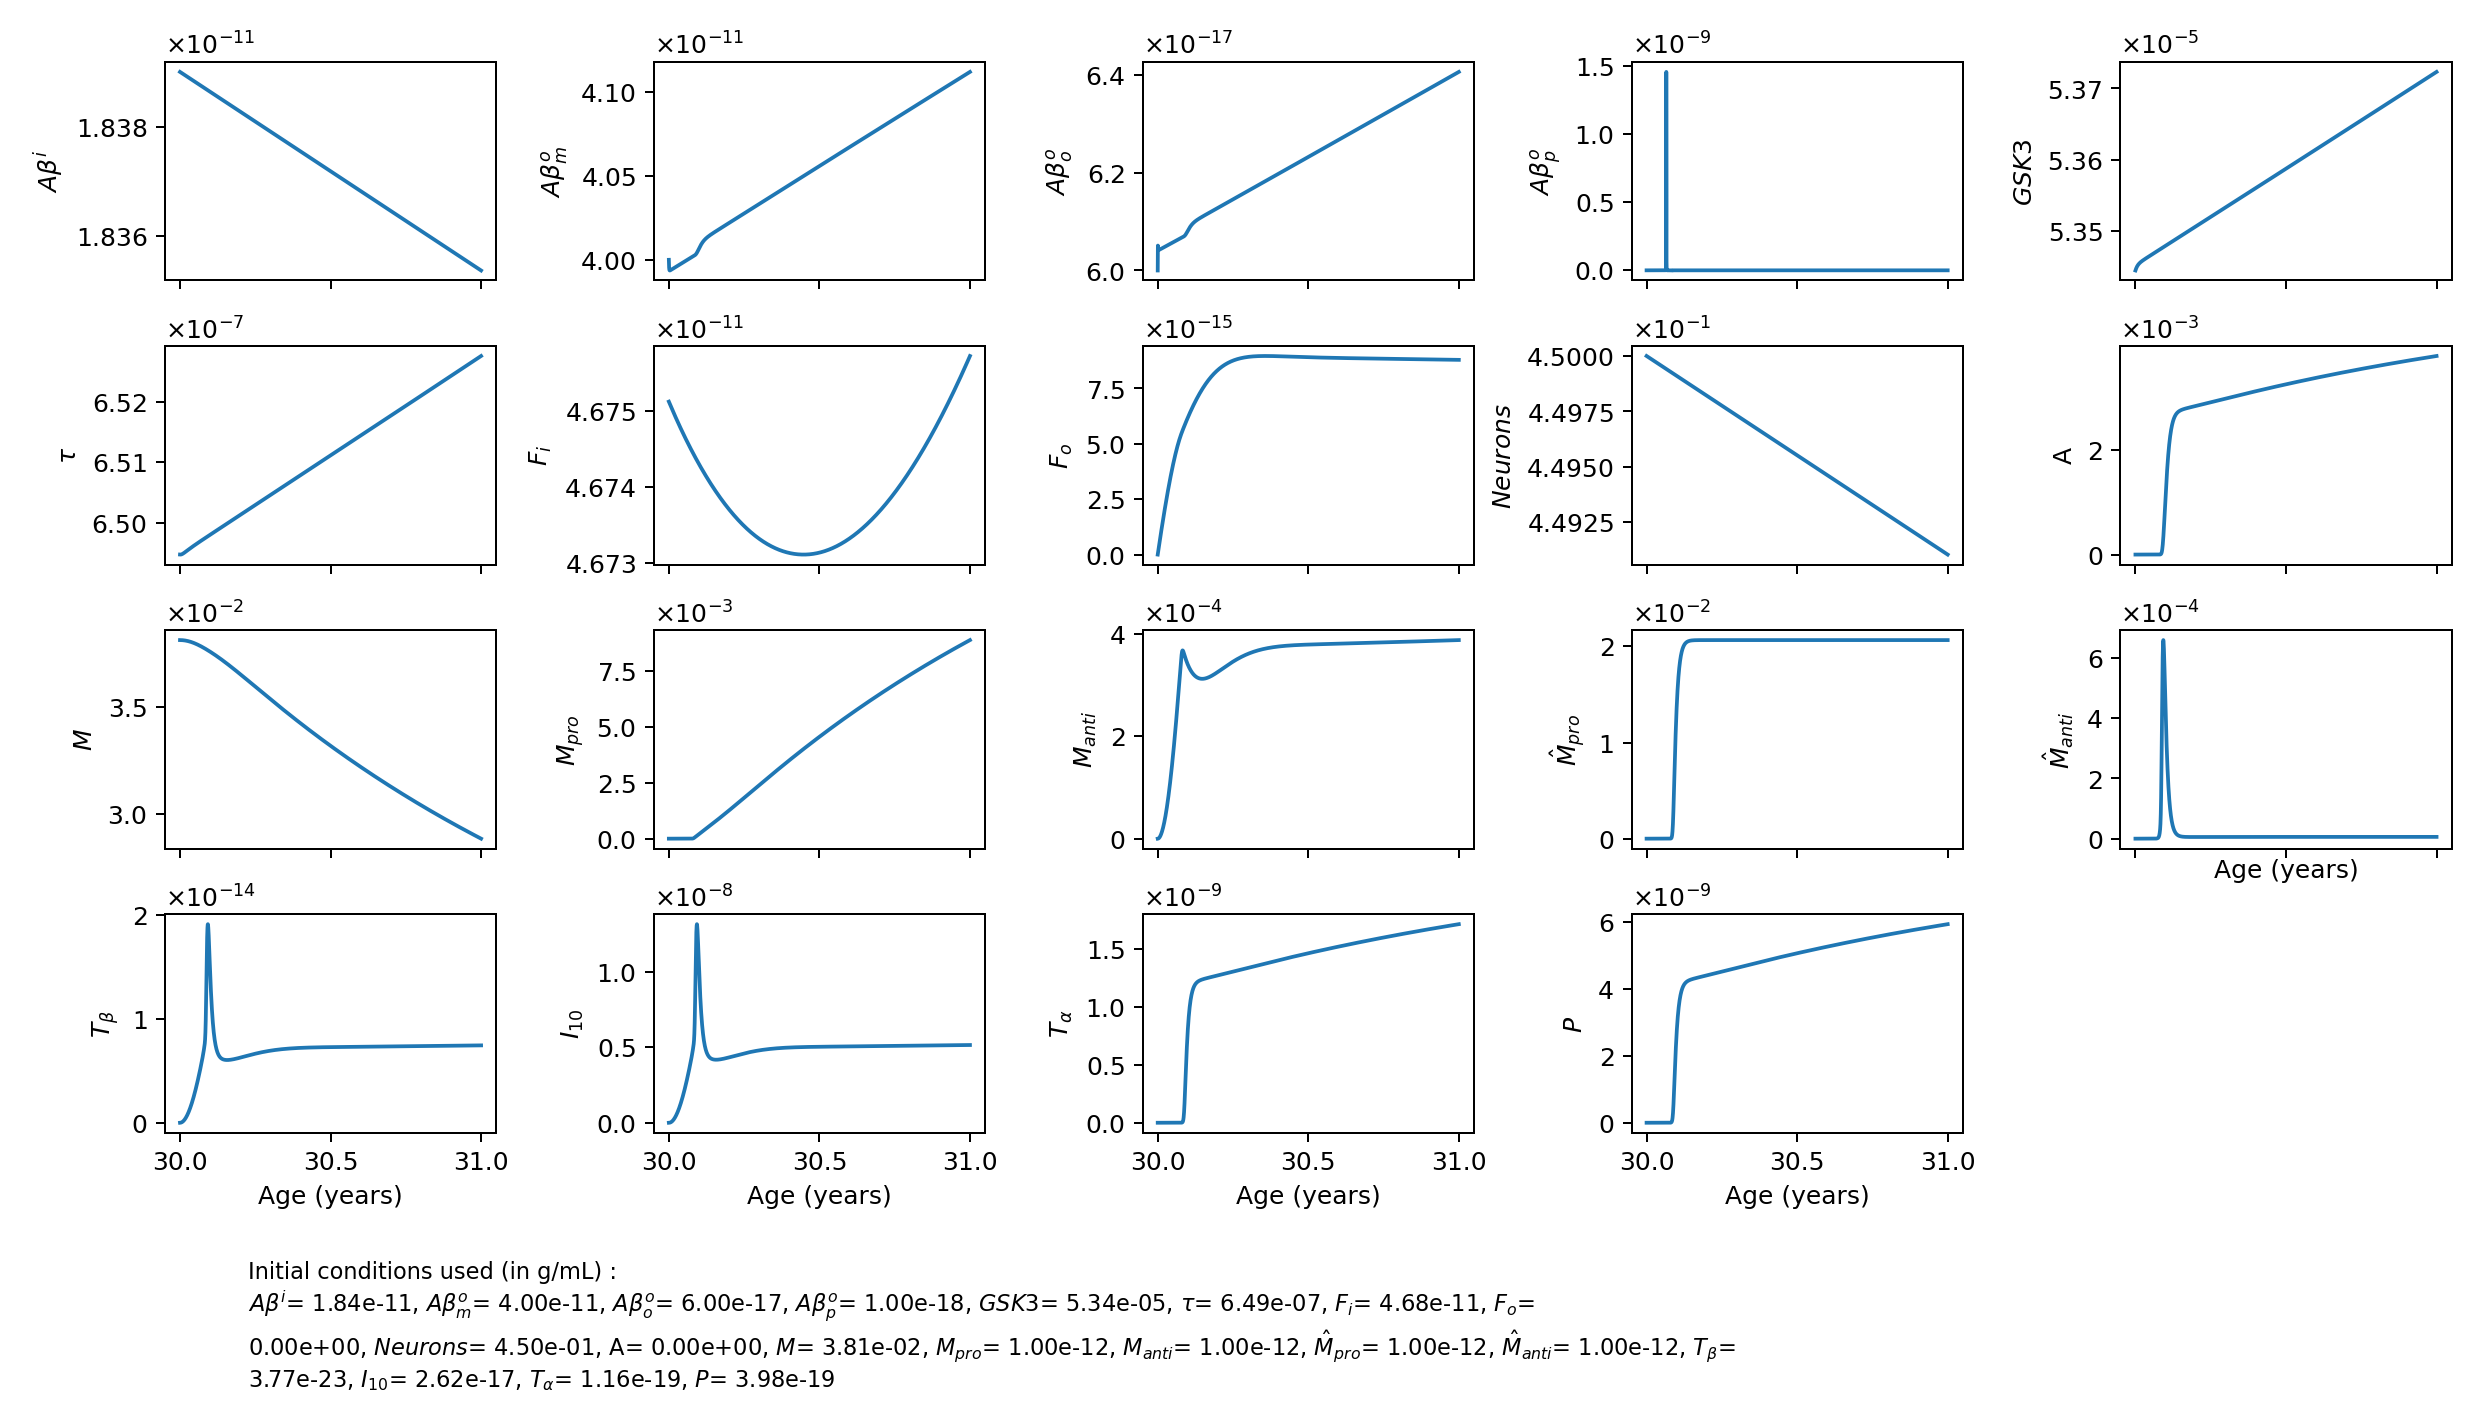 ×10⁻¹¹ ×10⁻¹¹ ×10⁻¹⁷ ×10⁻⁹ ×10⁻⁵
Aβⁱ 1.838 1.836
Aβₘᵒ 4.10 4.05 4.00
Aβₒᵒ 6.4 6.2 6.0
Aβₚᵒ 1.5 1.0 0.5 0.0
GSK3 5.37 5.36 5.35
×10⁻⁷ ×10⁻¹¹ ×10⁻¹⁵ ×10⁻¹ ×10⁻³
τ 6.52 6.51 6.50
Fᵢ 4.675 4.674 4.673
Fₒ 7.5 5.0 2.5 0.0
Neurons 4.5000 4.4975 4.4950 4.4925
A 2 0
×10⁻² ×10⁻³ ×10⁻⁴ ×10⁻² ×10⁻⁴
M 3.5 3.0
M_pro 7.5 5.0 2.5 0.0
M_anti 4 2 0
M̂_pro 2 1 0
M̂_anti 6 4 2 0
Age (years)
×10⁻¹⁴ ×10⁻⁸ ×10⁻⁹ ×10⁻⁹
T_β 2 1 0
I₁₀ 1.0 0.5 0.0
T_α 1.5 1.0 0.5 0.0
P 6 4 2 0
30.0 30.5 31.0 30.0 30.5 31.0 30.0 30.5 31.0 30.0 30.5 31.0
Age (years) Age (years) Age (years) Age (years)
Initial conditions used (in g/mL) :
Aβⁱ= 1.84e-11, Aβₘᵒ= 4.00e-11, Aβₒᵒ= 6.00e-17, Aβₚᵒ= 1.00e-18, GSK3= 5.34e-05, τ= 6.49e-07, Fᵢ= 4.68e-11, Fₒ=
0.00e+00, Neurons= 4.50e-01, A= 0.00e+00, M= 3.81e-02, M_pro= 1.00e-12, M_anti= 1.00e-12, M̂_pro= 1.00e-12, M̂_anti= 1.00e-12, T_β=
3.77e-23, I₁₀= 2.62e-17, T_α= 1.16e-19, P= 3.98e-19